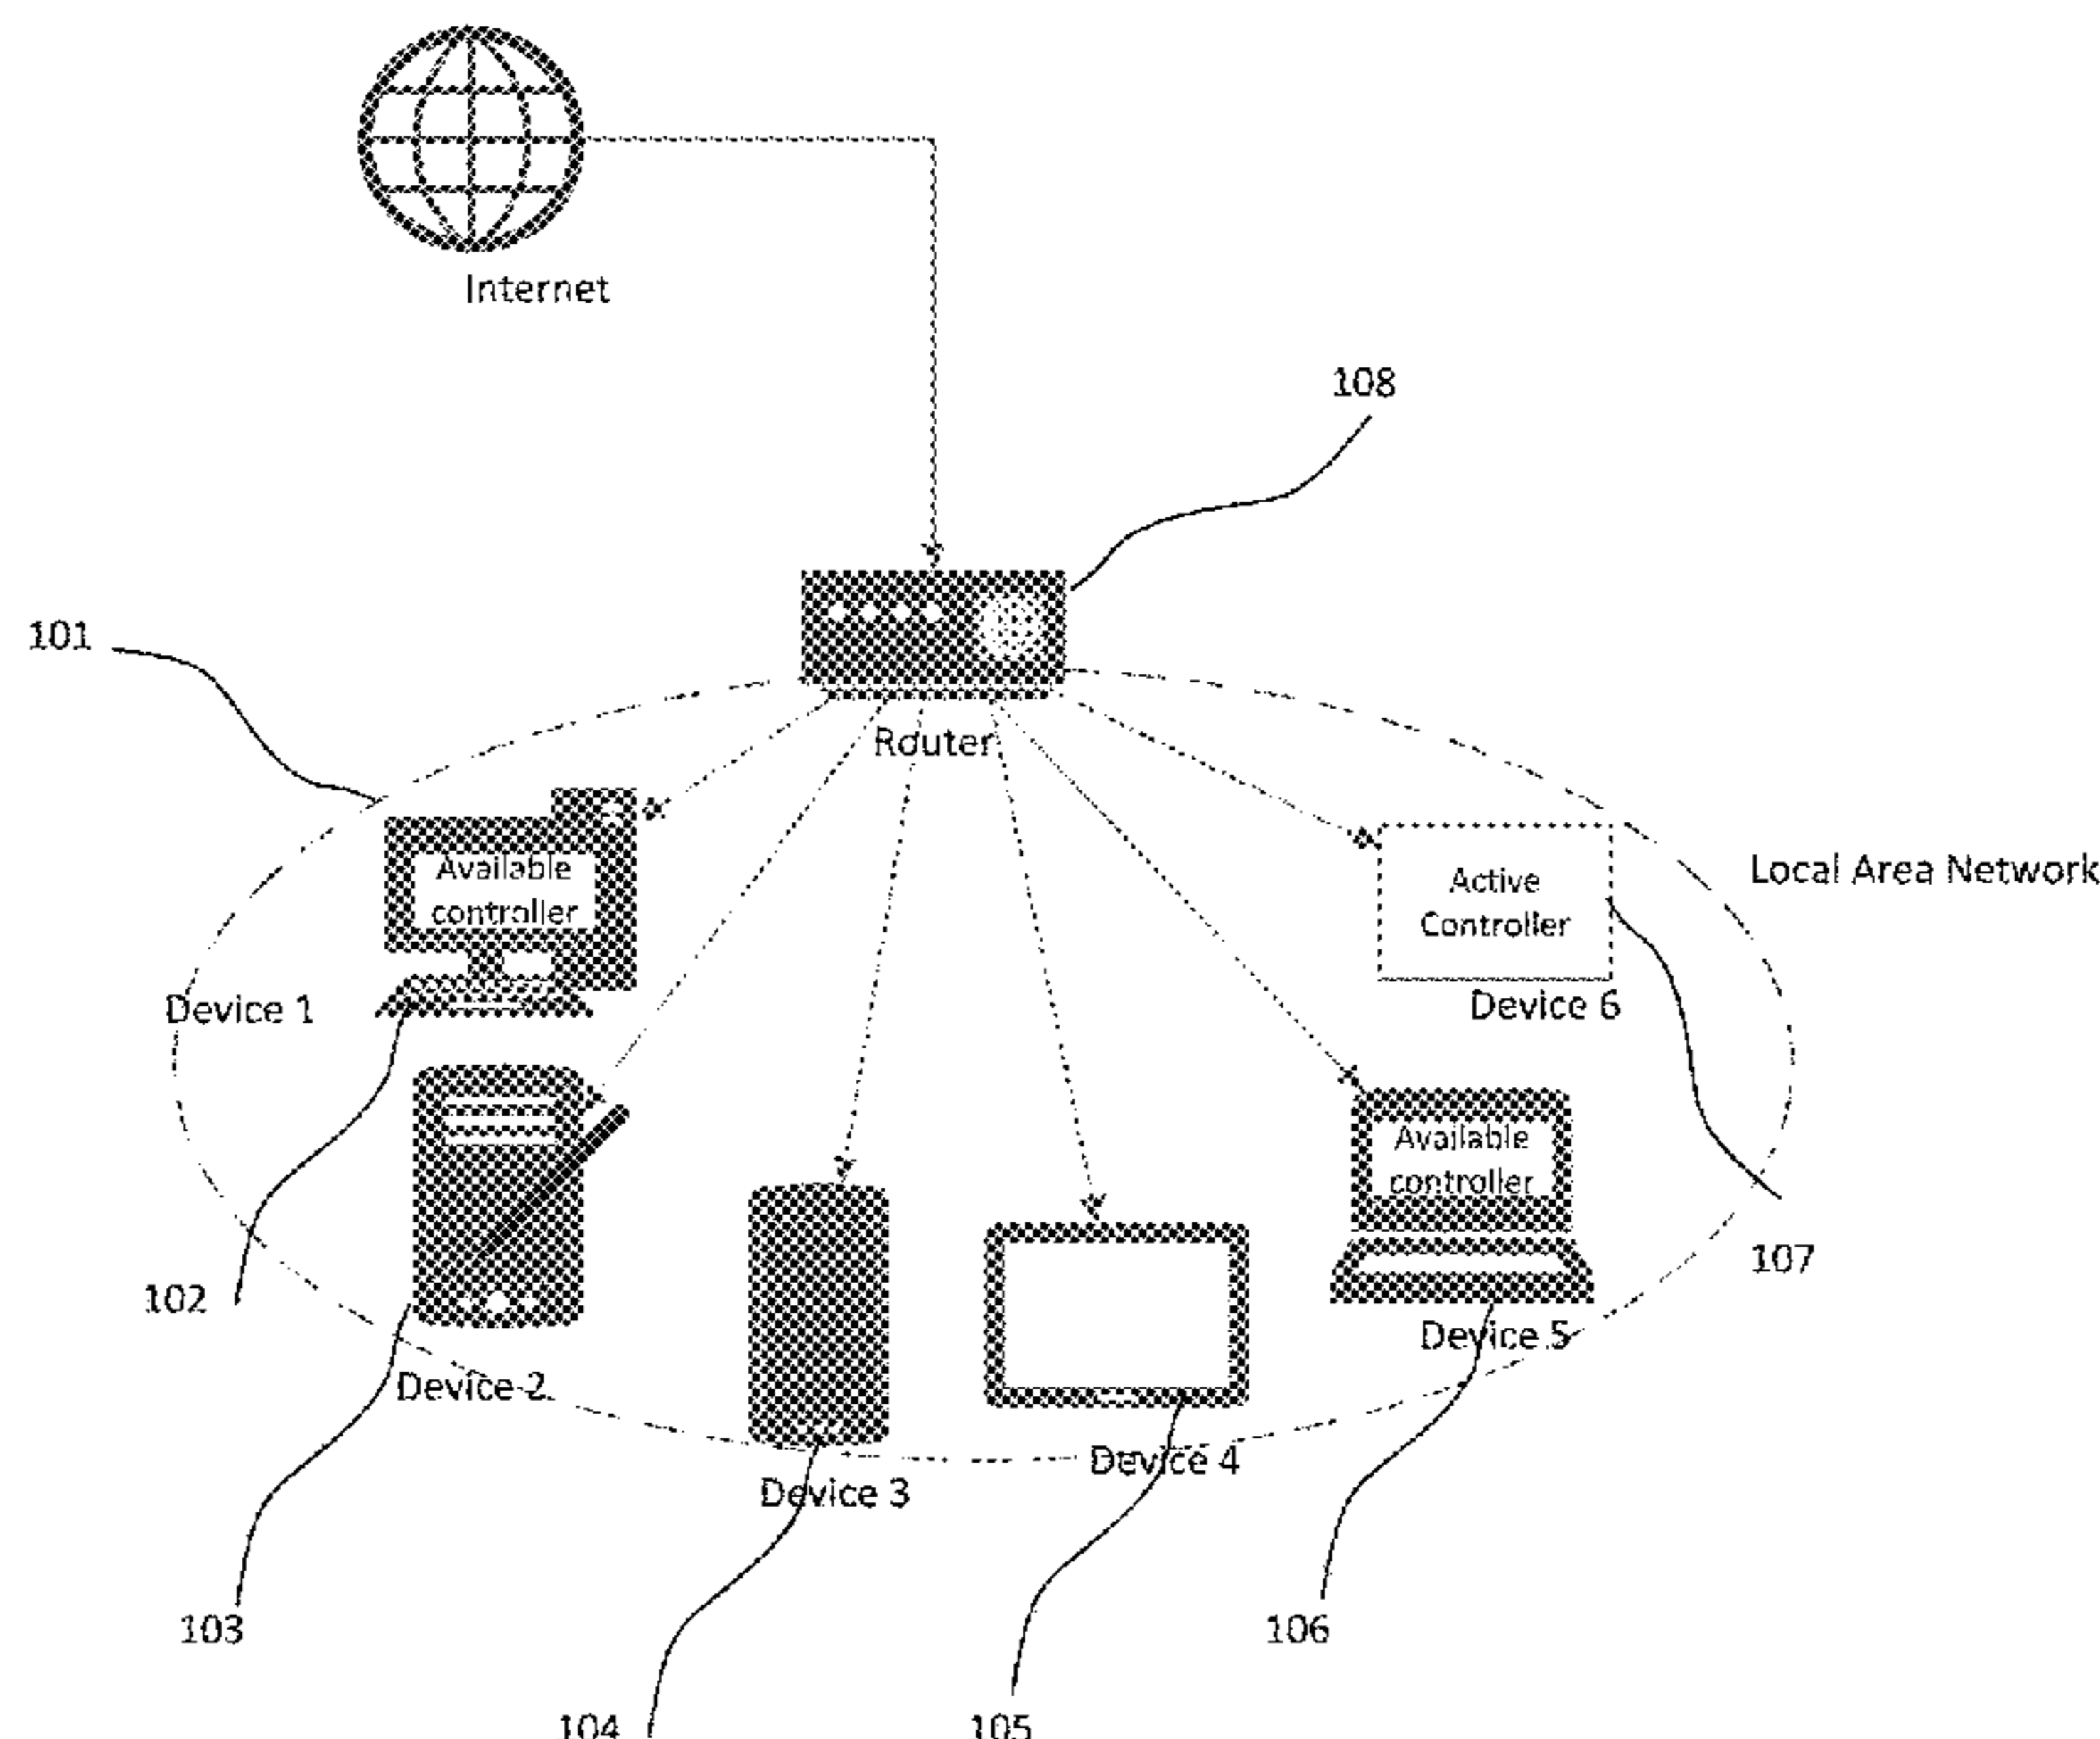 Internet
108
101
Router
Available
controller
Active
Controller
Local Area Network
Device 1
Device 6
Available
controller
102
107
Device 5
Device 2
Device 4
Device 3
103
106
104
105